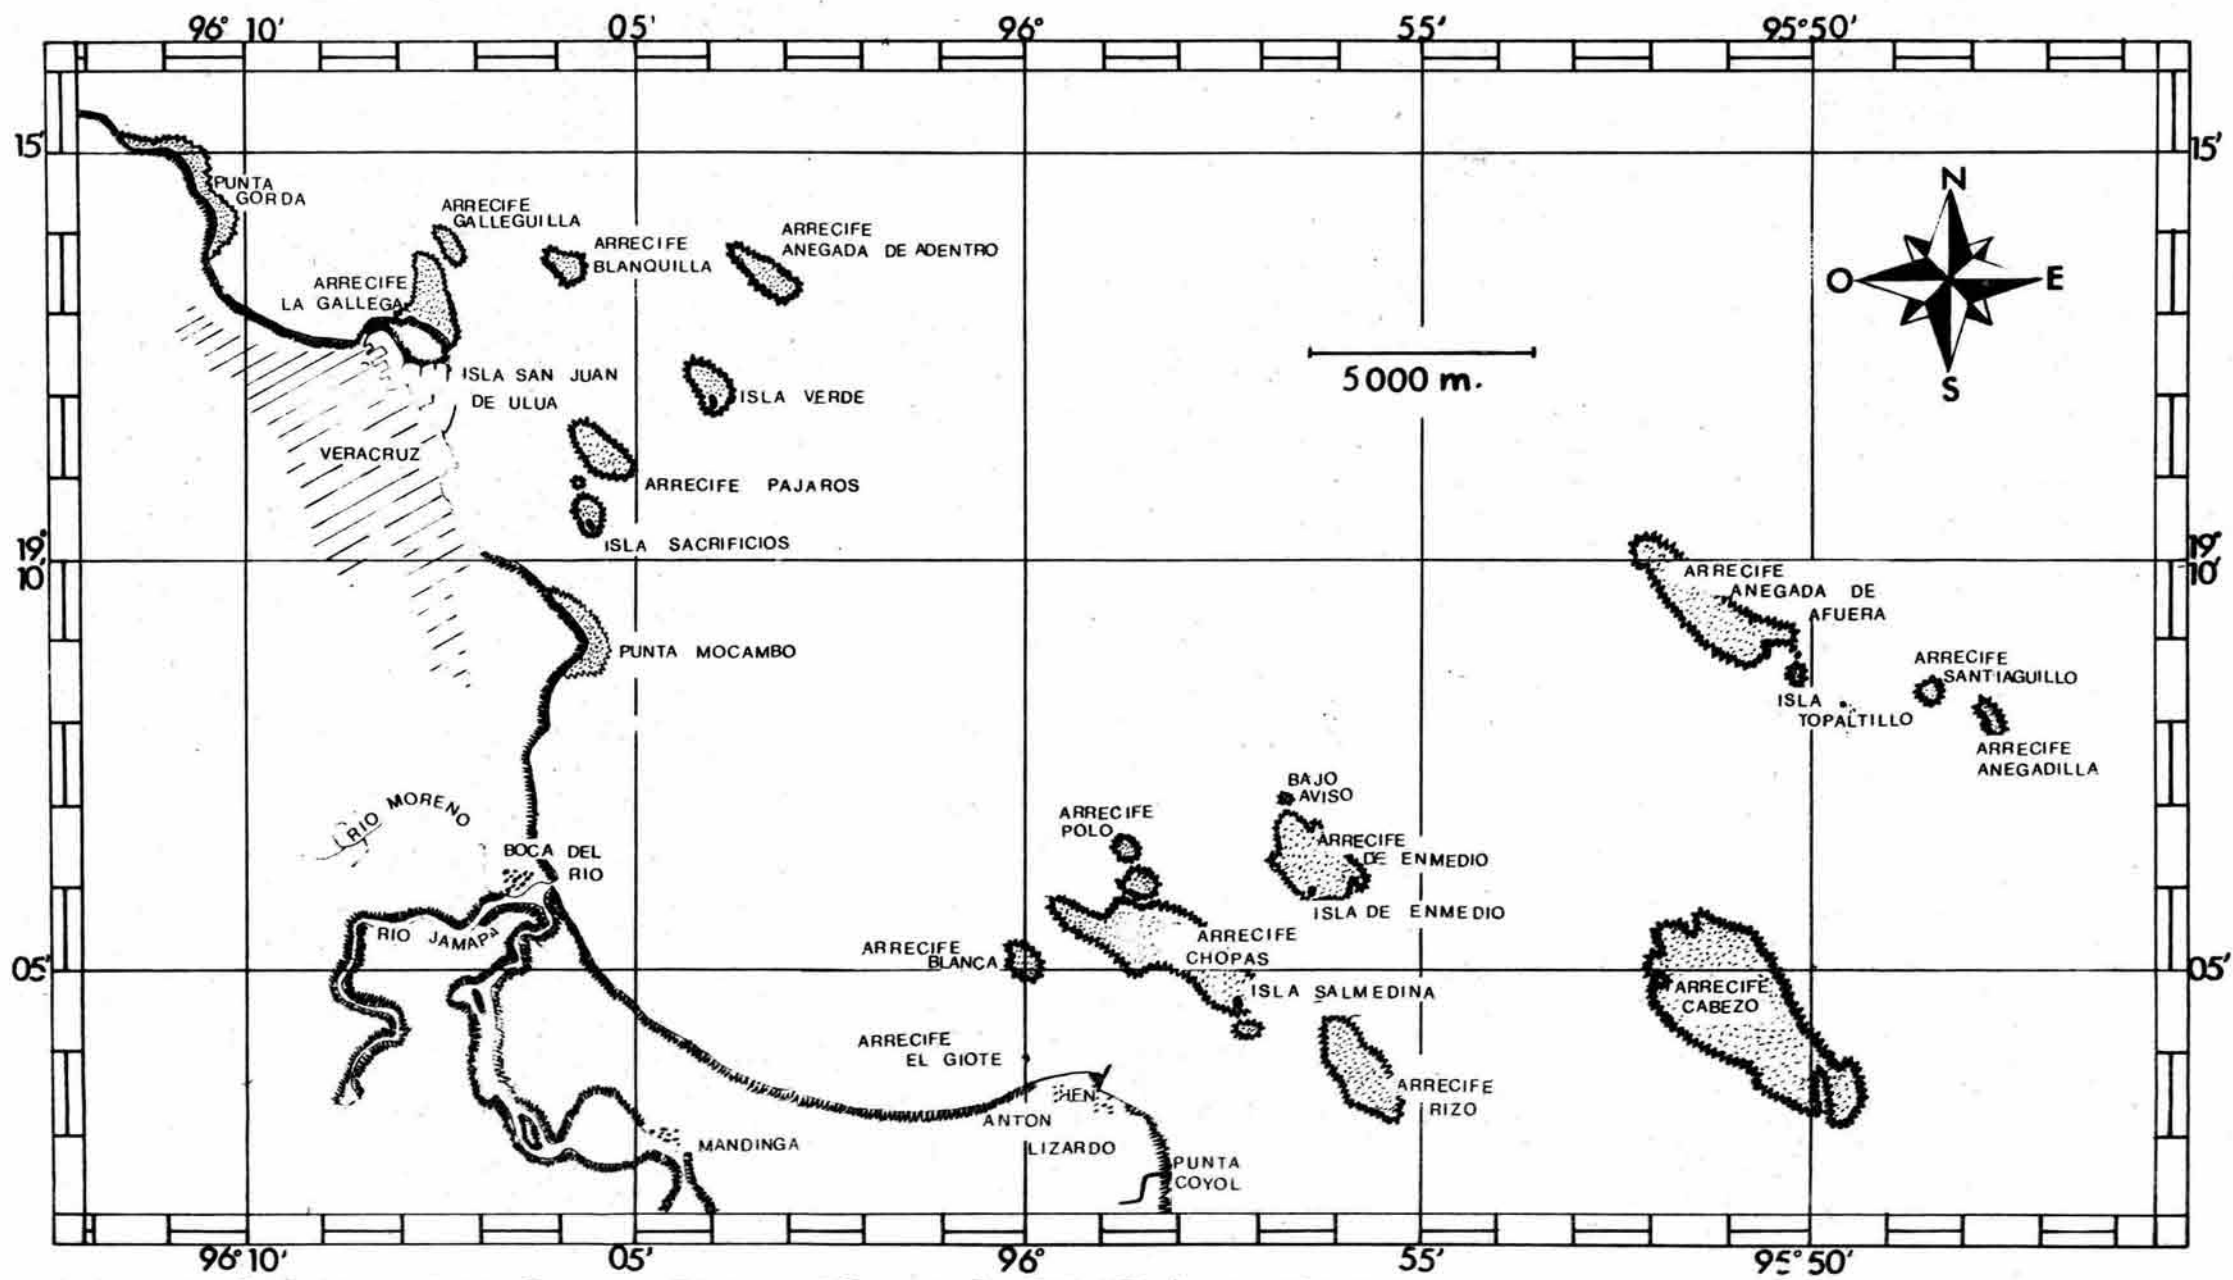 96° 10'
05'
96°
55'
95°50'
15'
15'
N
O
E
S
PUNTA
GORDA
ARRECIFE
GALLEGUILLA
ARRECIFE
BLANQUILLA
ARRECIFE
ANEGADA DE ADENTRO
ARRECIFE
LA GALLEGA
ISLA SAN JUAN
DE ULUA
ISLA VERDE
5000 m.
VERACRUZ
ARRECIFE PAJAROS
ISLA SACRIFICIOS
19°
10'
19°
10'
ARRECIFE
ANEGADA DE
AFUERA
PUNTA MOCAMBO
ARRECIFE
SANTIAGUILLO
ISLA
TOPALTILLO
ARRECIFE
ANEGADILLA
BAJO
AVISO
RIO MORENO
ARRECIFE
POLO
ARRECIFE
DE ENMEDIO
BOCA DEL
RIO
ISLA DE ENMEDIO
RIO JAMAPA
ARRECIFE
CHOPAS
ARRECIFE
BLANCA
05'
05'
ISLA SALMEDINA
ARRECIFE
CABEZO
ARRECIFE
EL GIOTE
ARRECIFE
RIZO
H.E.N.
ANTON
LIZARDO
MANDINGA
PUNTA
COYOL
96°10'
05'
96°
55'
95°50'